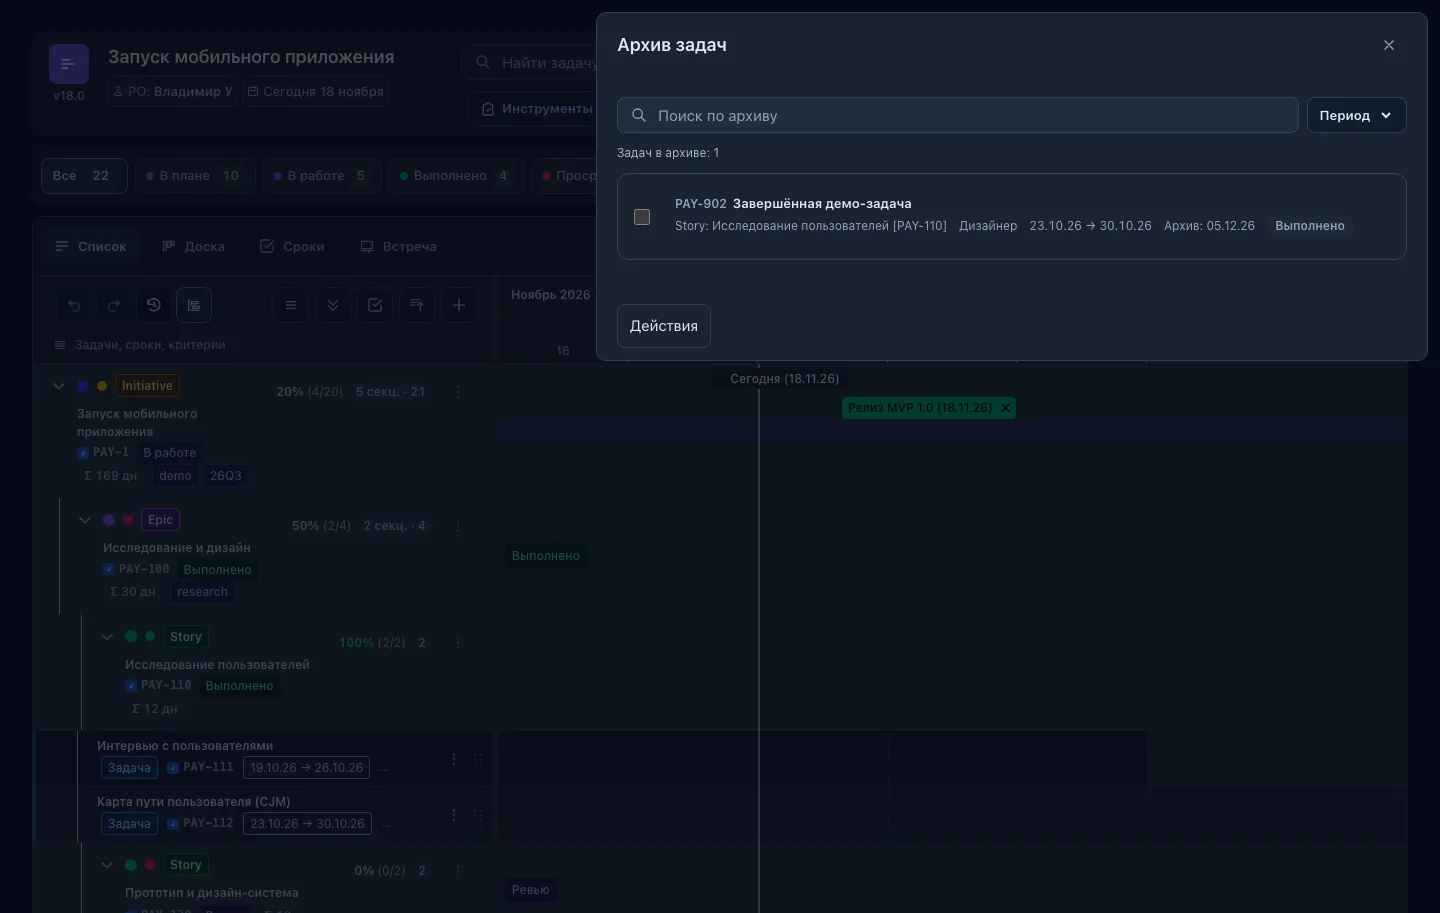 Запуск мобильного приложения
v18.0
PO: Владимир У
Сегодня 18 ноября
Найти задачу
Инструменты
Все 22
В плане 10
В работе 5
Выполнено 4
Список
Доска
Сроки
Встреча
Задачи, сроки, критерии
Ноябрь 2026
16
Архив задач
Поиск по архиву
Период
Задач в архиве: 1
PAY-902 Завершённая демо-задача
Story: Исследование пользователей [PAY-110] Дизайнер 23.10.26 → 30.10.26 Архив: 05.12.26 Выполнено
Действия
Сегодня (18.11.26)
Релиз MVP 1.0 (18.11.26) ×
Initiative 20% (4/20) 5 секц. · 21
Запуск мобильного
приложения
PAY-1 В работе
Σ 169 дн demo 26Q3
Epic 50% (2/4) 2 секц. · 4
Исследование и дизайн
PAY-100 Выполнено
Σ 30 дн research
Выполнено
Story 100% (2/2) 2
Исследование пользователей
PAY-110 Выполнено
Σ 12 дн
Интервью с пользователями
Задача PAY-111 19.10.26 → 26.10.26 ...
Карта пути пользователя (CJM)
Задача PAY-112 23.10.26 → 30.10.26 ...
Story 0% (0/2) 2
Прототип и дизайн-система
Ревью